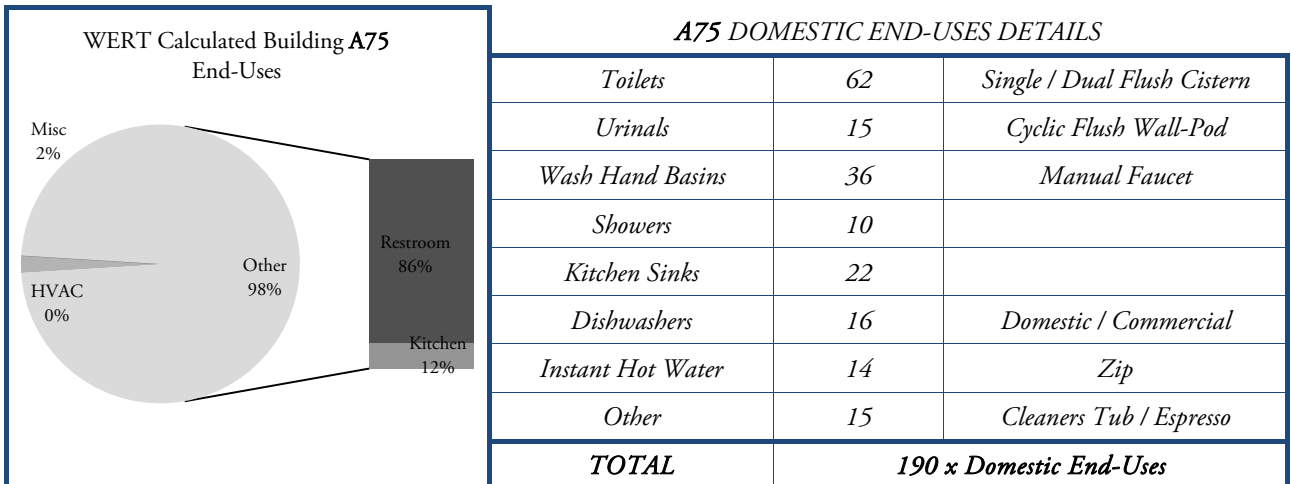 WERT Calculated Building A75
End-Uses
Misc
2%
HVAC
0%
Other
98%
Restroom
86%
Kitchen
12%
A75 DOMESTIC END-USES DETAILS
Toilets 62 Single / Dual Flush Cistern
Urinals 15 Cyclic Flush Wall-Pod
Wash Hand Basins 36 Manual Faucet
Showers 10
Kitchen Sinks 22
Dishwashers 16 Domestic / Commercial
Instant Hot Water 14 Zip
Other 15 Cleaners Tub / Espresso
TOTAL 190 x Domestic End-Uses